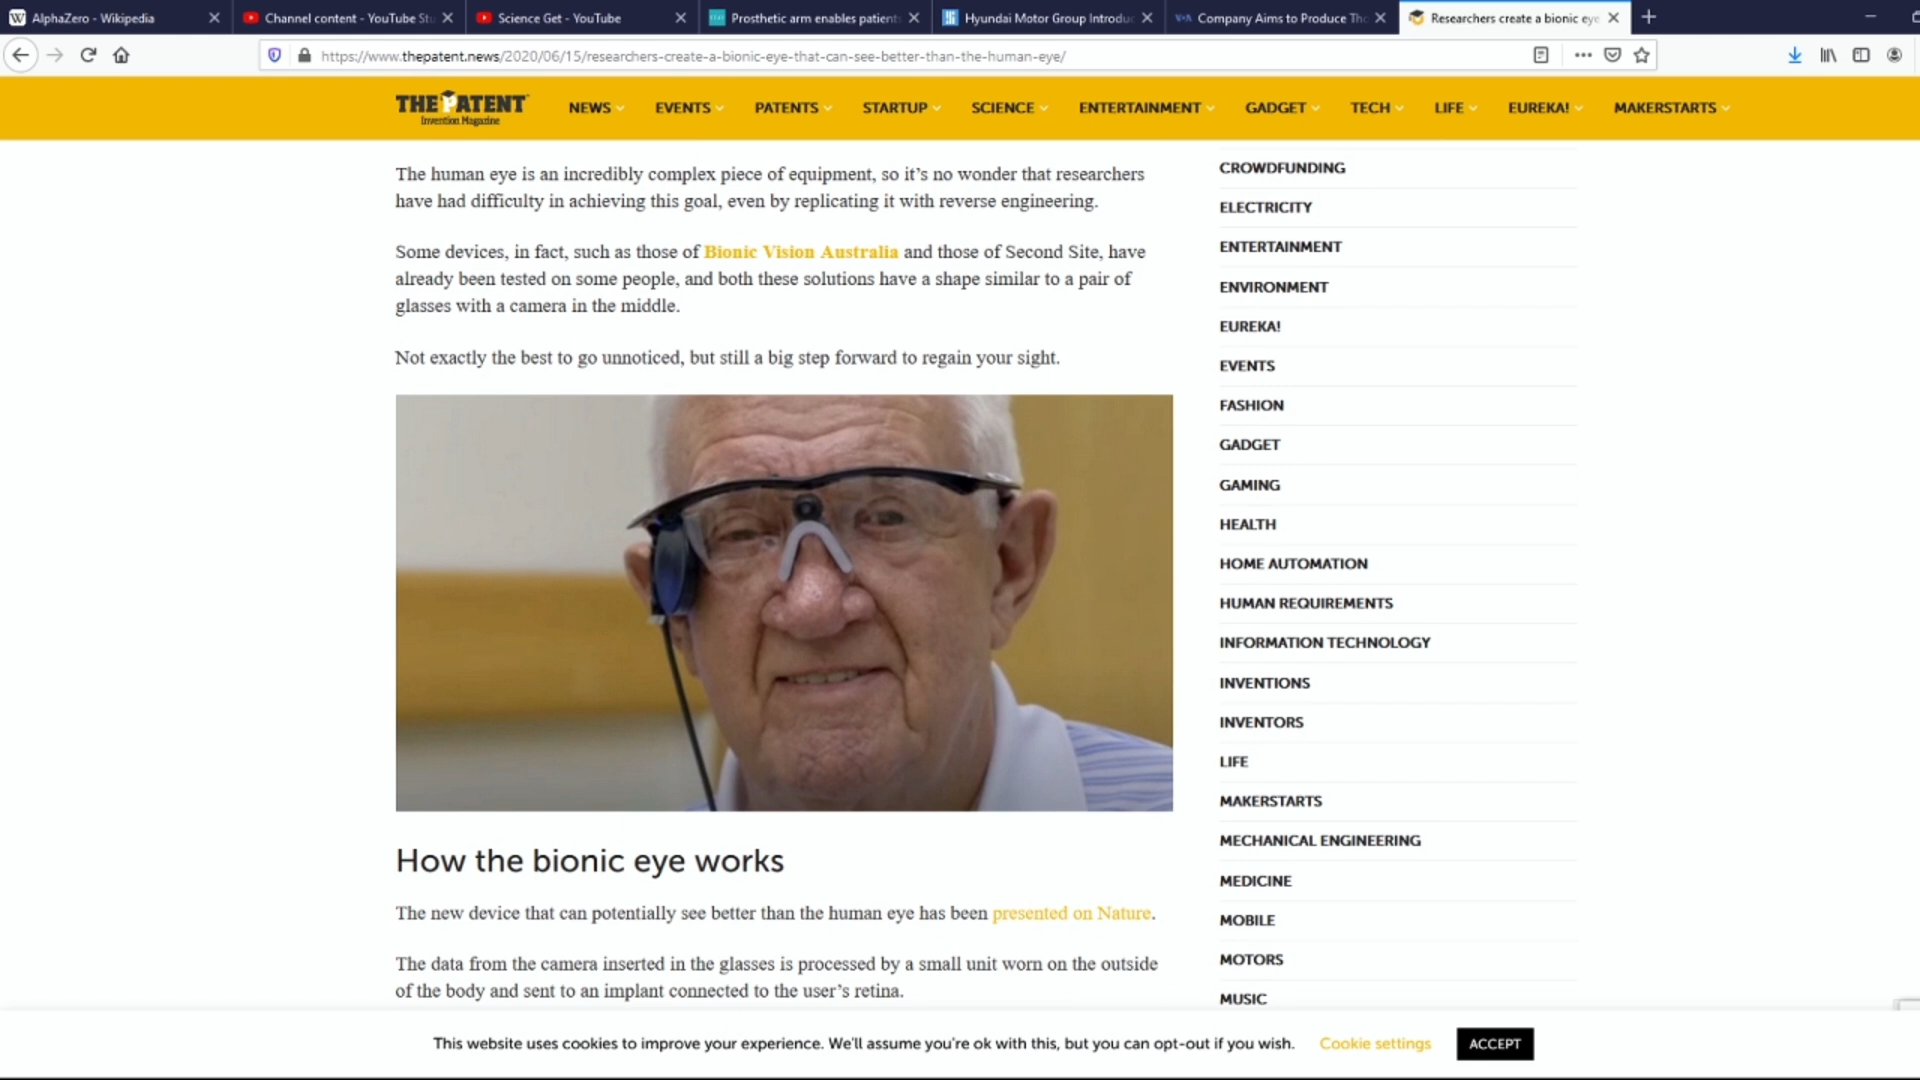 AlphaZero - Wikipedia
Channel content - YouTube Stu
Science Get - YouTube
Prosthetic arm enables patient
Hyundai Motor Group Introdu
Company Aims to Produce Tho
Researchers create a bionic eye
https://www.thepatent.news/2020/06/15/researchers-create-a-bionic-eye-that-can-see-better-than-the-human-eye/
THE PATENT
Invention Magazine
NEWS EVENTS PATENTS STARTUP SCIENCE ENTERTAINMENT GADGET TECH LIFE EUREKA! MAKERSTARTS
The human eye is an incredibly complex piece of equipment, so it’s no wonder that researchers
have had difficulty in achieving this goal, even by replicating it with reverse engineering.
Some devices, in fact, such as those of Bionic Vision Australia and those of Second Site, have
already been tested on some people, and both these solutions have a shape similar to a pair of
glasses with a camera in the middle.
Not exactly the best to go unnoticed, but still a big step forward to regain your sight.
How the bionic eye works
The new device that can potentially see better than the human eye has been presented on Nature.
The data from the camera inserted in the glasses is processed by a small unit worn on the outside
of the body and sent to an implant connected to the user’s retina.
CROWDFUNDING
ELECTRICITY
ENTERTAINMENT
ENVIRONMENT
EUREKA!
EVENTS
FASHION
GADGET
GAMING
HEALTH
HOME AUTOMATION
HUMAN REQUIREMENTS
INFORMATION TECHNOLOGY
INVENTIONS
INVENTORS
LIFE
MAKERSTARTS
MECHANICAL ENGINEERING
MEDICINE
MOBILE
MOTORS
MUSIC
This website uses cookies to improve your experience. We'll assume you're ok with this, but you can opt-out if you wish. Cookie settings ACCEPT